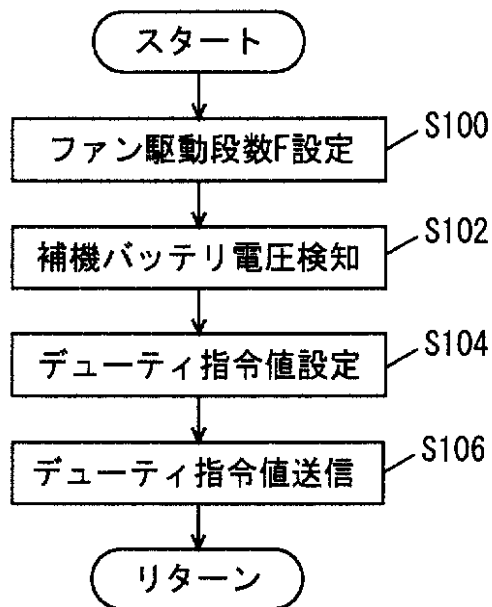 スタート
ファン駆動段数F設定
S100
補機バッテリ電圧検知
S102
デューティ指令値設定
S104
デューティ指令値送信
S106
リターン